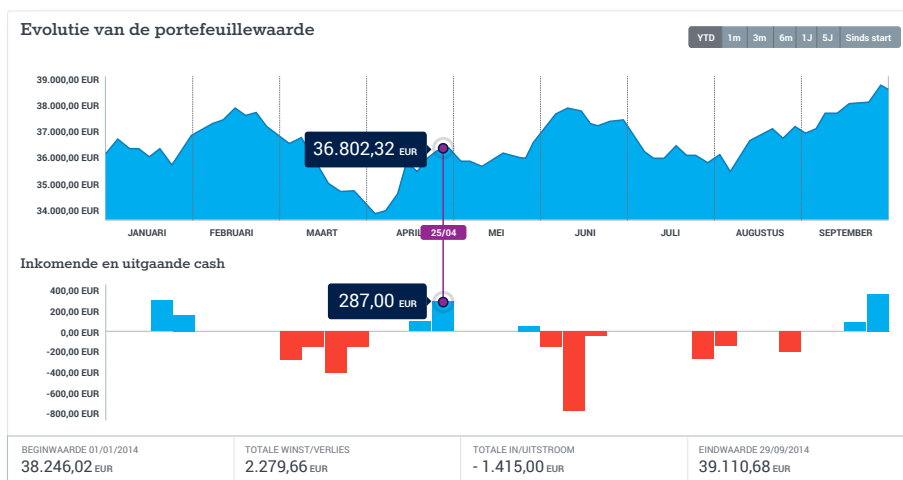 Evolutie van de portefeuillewaarde
YTD 1m 3m 6m 1J 5J Sinds start
39.000,00 EUR
38.000,00 EUR
37.000,00 EUR
36.000,00 EUR
35.000,00 EUR
34.000,00 EUR
36.802,32 EUR
JANUARI FEBRUARI MAART APRIL 25/04 MEI JUNI JULI AUGUSTUS SEPTEMBER
Inkomende en uitgaande cash
400,00 EUR
200,00 EUR
0,00 EUR
-200,00 EUR
-400,00 EUR
-600,00 EUR
-800,00 EUR
287,00 EUR
BEGINWAARDE 01/01/2014 TOTALE WINST/VERLIES TOTALE IN/UITSTROOM EINDWAARDE 29/09/2014
38.246,02 EUR 2.279,66 EUR - 1.415,00 EUR 39.110,68 EUR